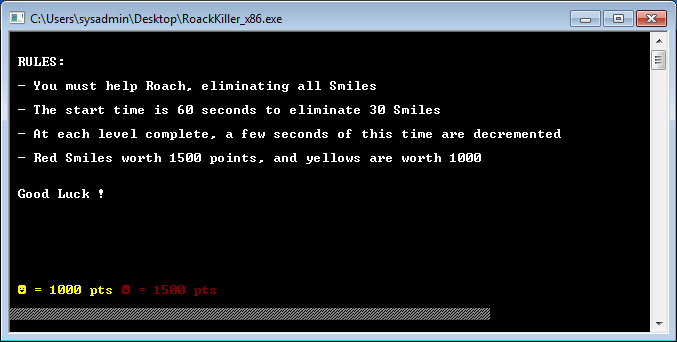 C:\Users\sysadmin\Desktop\RoackKiller_x86.exe
RULES:
- You must help Roach, eliminating all Smiles
- The start time is 60 seconds to eliminate 30 Smiles
- At each level complete, a few seconds of this time are decremented
- Red Smiles worth 1500 points, and yellows are worth 1000
Good Luck !
☻ = 1000 pts ☻ = 1500 pts